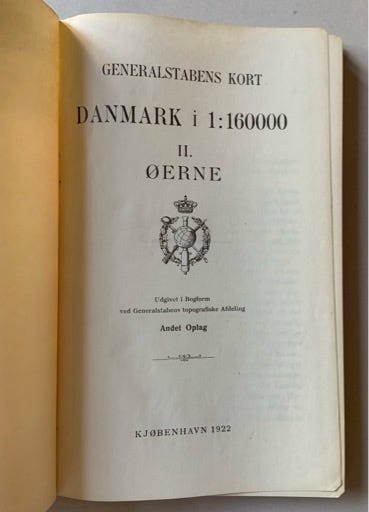 GENERALSTABENS KORT
DANMARK i 1:160000
II.
ØERNE
Udgivet i Bogform
ved Generalstabens topografiske Afdeling
Andet Oplag
KJØBENHAVN 1922